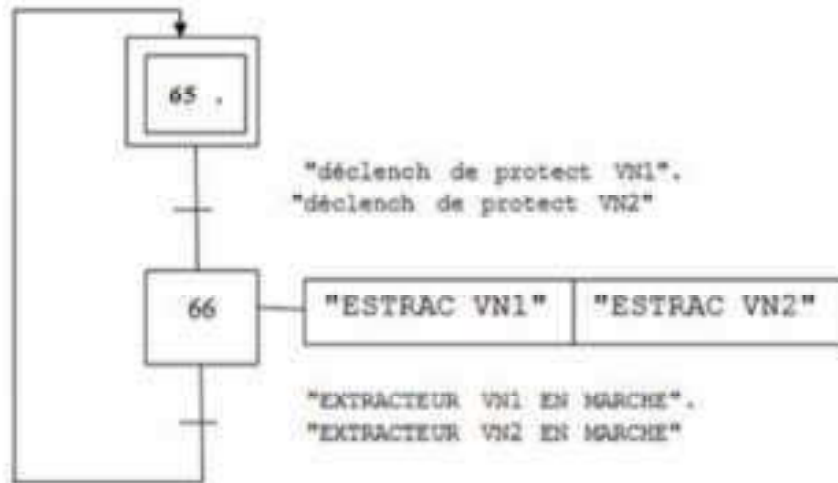 65 .
"déclench de protect VN1".
"déclench de protect VN2"
66
"ESTRAC VN1" "ESTRAC VN2"
"EXTRACTEUR VN1 EN MARCHE".
"EXTRACTEUR VN2 EN MARCHE"